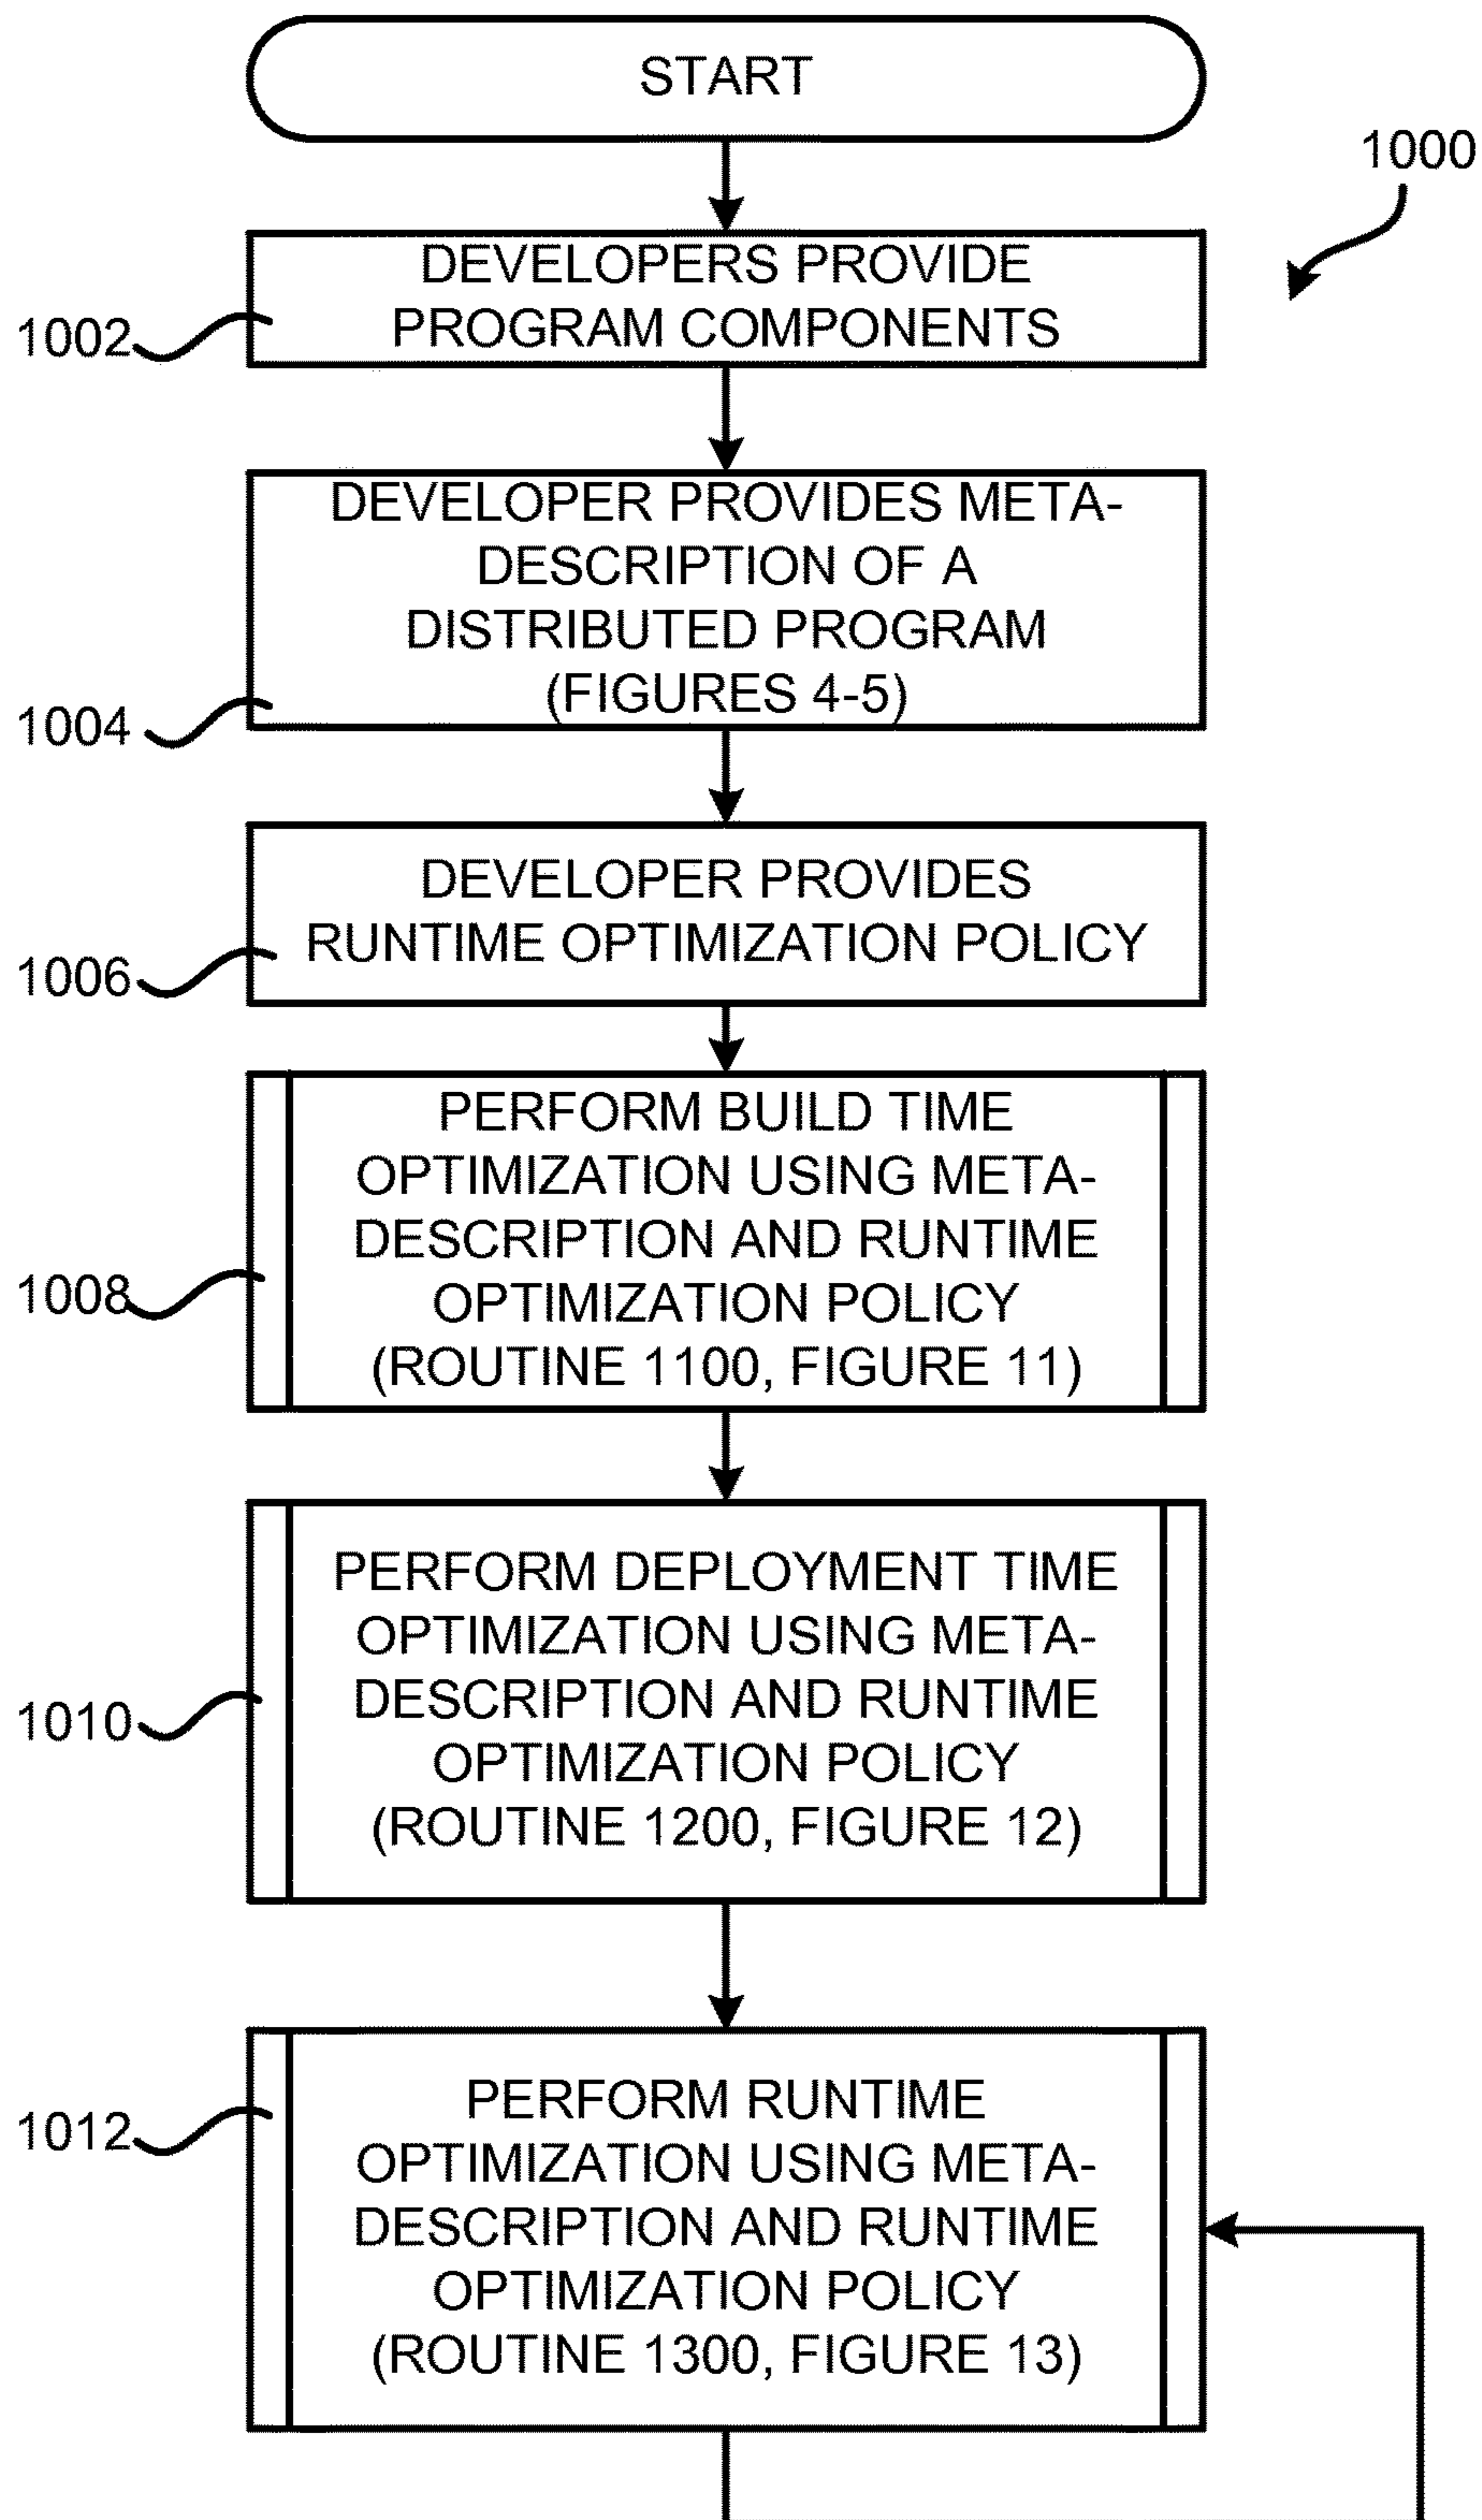 START
1000
DEVELOPERS PROVIDE
PROGRAM COMPONENTS
1002
DEVELOPER PROVIDES META-
DESCRIPTION OF A
DISTRIBUTED PROGRAM
(FIGURES 4-5)
1004
DEVELOPER PROVIDES
RUNTIME OPTIMIZATION POLICY
1006
PERFORM BUILD TIME
OPTIMIZATION USING META-
DESCRIPTION AND RUNTIME
OPTIMIZATION POLICY
(ROUTINE 1100, FIGURE 11)
1008
PERFORM DEPLOYMENT TIME
OPTIMIZATION USING META-
DESCRIPTION AND RUNTIME
OPTIMIZATION POLICY
(ROUTINE 1200, FIGURE 12)
1010
PERFORM RUNTIME
OPTIMIZATION USING META-
DESCRIPTION AND RUNTIME
OPTIMIZATION POLICY
(ROUTINE 1300, FIGURE 13)
1012